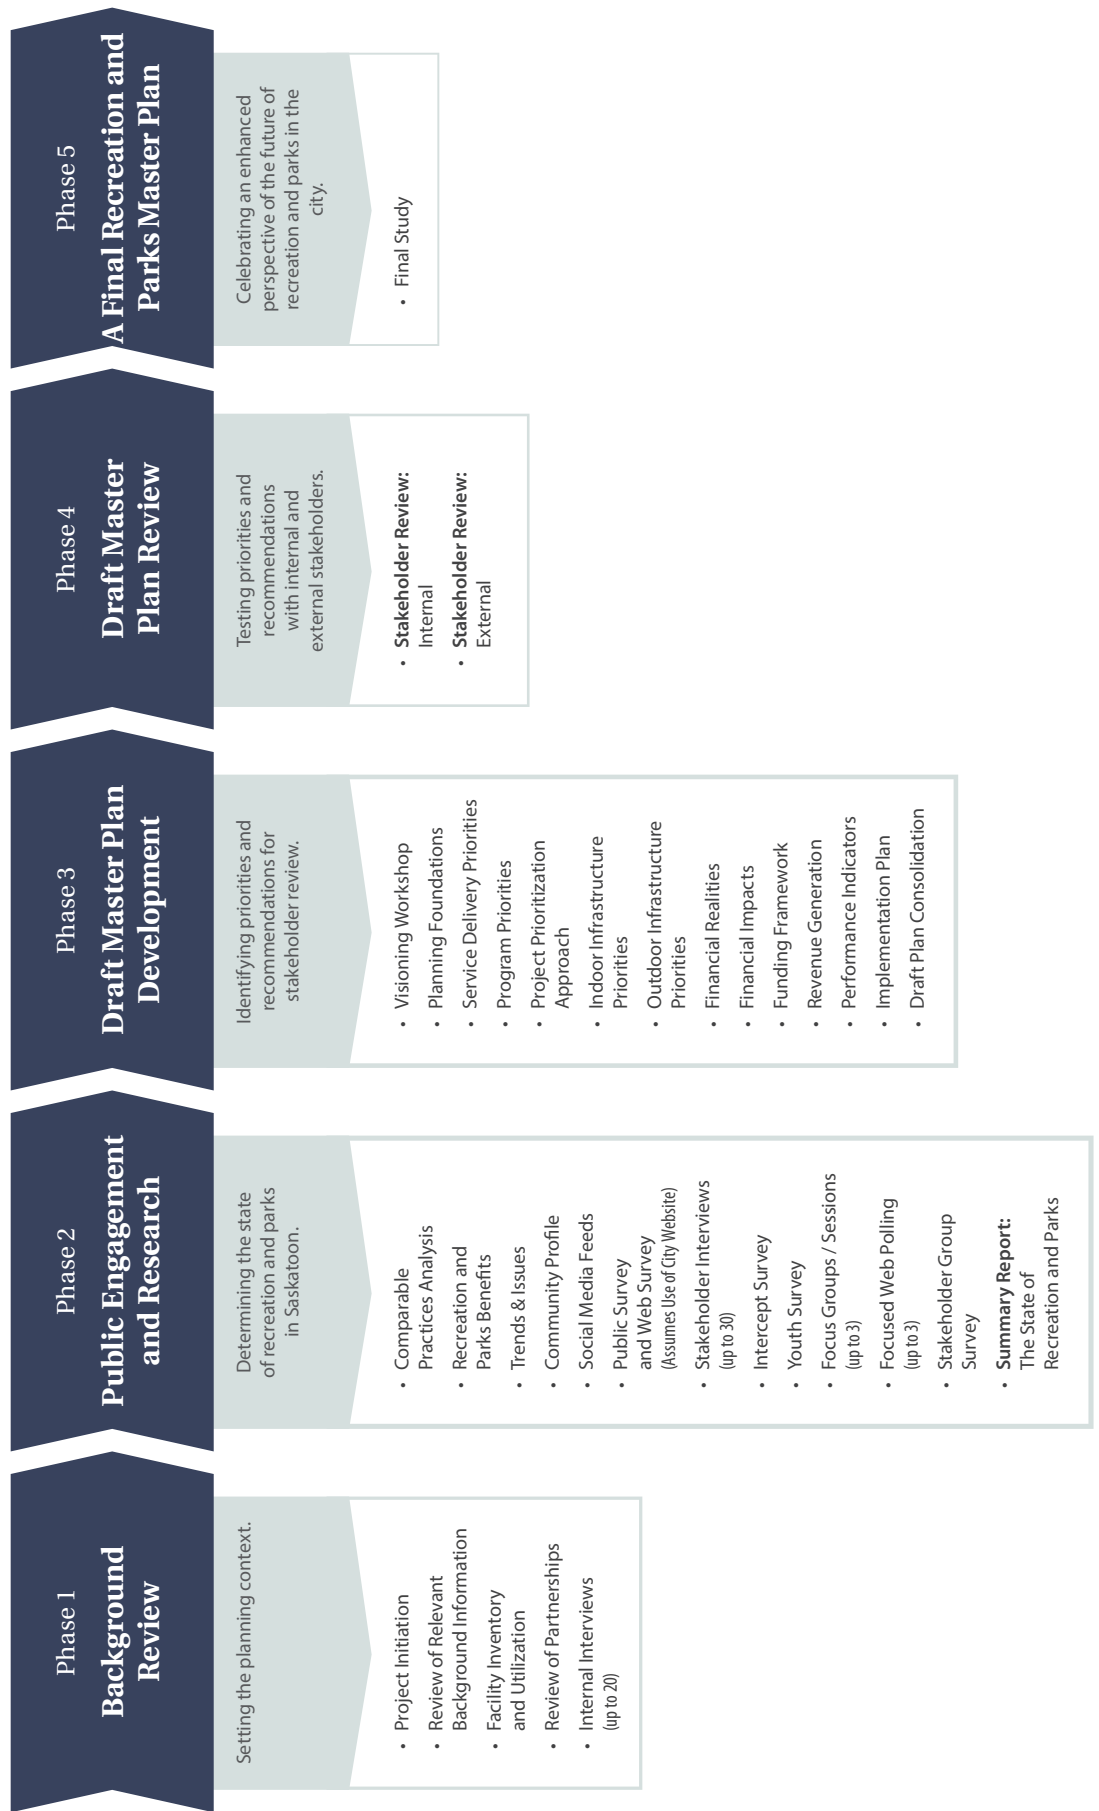 Phase 1
Background
Review
Setting the planning context.
• Project Initiation
• Review of Relevant
Background Information
• Facility Inventory
and Utilization
• Review of Partnerships
• Internal Interviews
(up to 20)
Phase 2
Public Engagement
and Research
Determining the state
of recreation and parks
in Saskatoon.
• Comparable
Practices Analysis
• Recreation and
Parks Benefits
• Trends & Issues
• Community Profile
• Social Media Feeds
• Public Survey
and Web Survey
(Assumes Use of City Website)
• Stakeholder Interviews
(up to 30)
• Intercept Survey
• Youth Survey
• Focus Groups / Sessions
(up to 3)
• Focused Web Polling
(up to 3)
• Stakeholder Group
Survey
• Summary Report:
The State of
Recreation and Parks
Phase 3
Draft Master Plan
Development
Identifying priorities and
recommendations for
stakeholder review.
• Visioning Workshop
• Planning Foundations
• Service Delivery Priorities
• Program Priorities
• Project Prioritization
Approach
• Indoor Infrastructure
Priorities
• Outdoor Infrastructure
Priorities
• Financial Realities
• Financial Impacts
• Funding Framework
• Revenue Generation
• Performance Indicators
• Implementation Plan
• Draft Plan Consolidation
Phase 4
Draft Master
Plan Review
Testing priorities and
recommendations
with internal and
external stakeholders.
• Stakeholder Review:
Internal
• Stakeholder Review:
External
Phase 5
A Final Recreation and
Parks Master Plan
Celebrating an enhanced
perspective of the future of
recreation and parks in the
city.
• Final Study